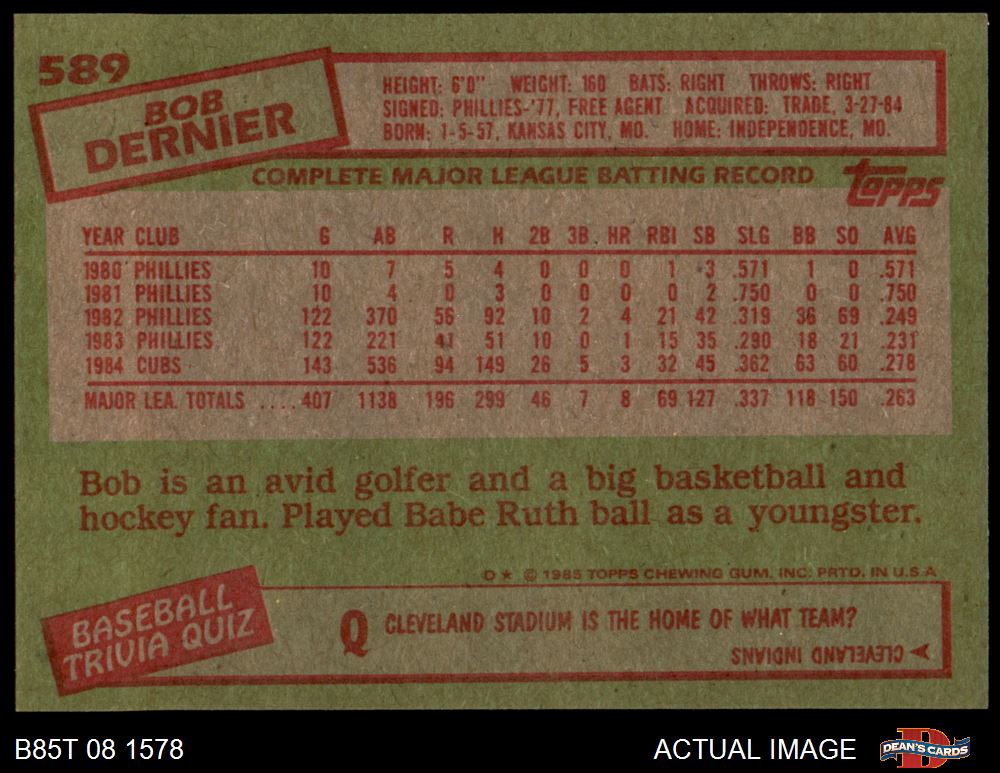 589
BOB
DERNIER
HEIGHT: 6'0" WEIGHT: 160 BATS: RIGHT THROWS: RIGHT
SIGNED: PHILLIES-'77, FREE AGENT ACQUIRED: TRADE, 3-27-84
BORN: 1-5-57, KANSAS CITY, MO. HOME: INDEPENDENCE, MO.
COMPLETE MAJOR LEAGUE BATTING RECORD
topps
YEAR CLUB G AB R H 2B 3B HR RBI SB SLG BB SO AVG
1980 PHILLIES 10 7 5 4 0 0 0 1 3 .571 1 0 .571
1981 PHILLIES 10 4 0 3 0 0 0 0 2 .750 0 0 .750
1982 PHILLIES 122 370 56 92 10 2 4 21 42 .319 36 69 .249
1983 PHILLIES 122 221 41 51 10 0 1 15 35 .290 18 21 .231
1984 CUBS 143 536 94 149 26 5 3 32 45 .362 63 60 .278
MAJOR LEA. TOTALS .... 407 1138 196 299 46 7 8 69 127 .337 118 150 .263
Bob is an avid golfer and a big basketball and
hockey fan. Played Babe Ruth ball as a youngster.
D★ © 1985 TOPPS CHEWING GUM, INC. PRTD. IN U.S.A
BASEBALL
TRIVIA QUIZ
Q CLEVELAND STADIUM IS THE HOME OF WHAT TEAM?
CLEVELAND INDIANS
B85T 08 1578
ACTUAL IMAGE
D
DEAN'S CARDS